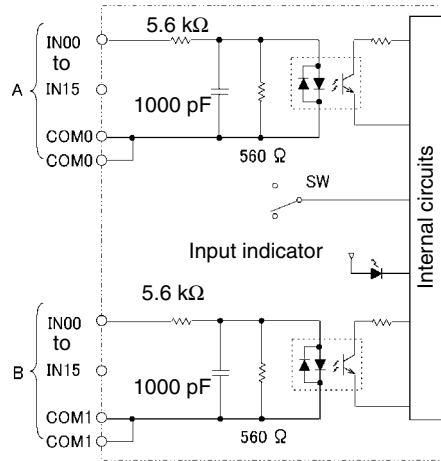 IN00
to
A
IN15
COM0
COM0
5.6 kΩ
1000 pF
560 Ω
SW
Input indicator
Internal circuits
5.6 kΩ
IN00
to
B
IN15
COM1
COM1
1000 pF
560 Ω